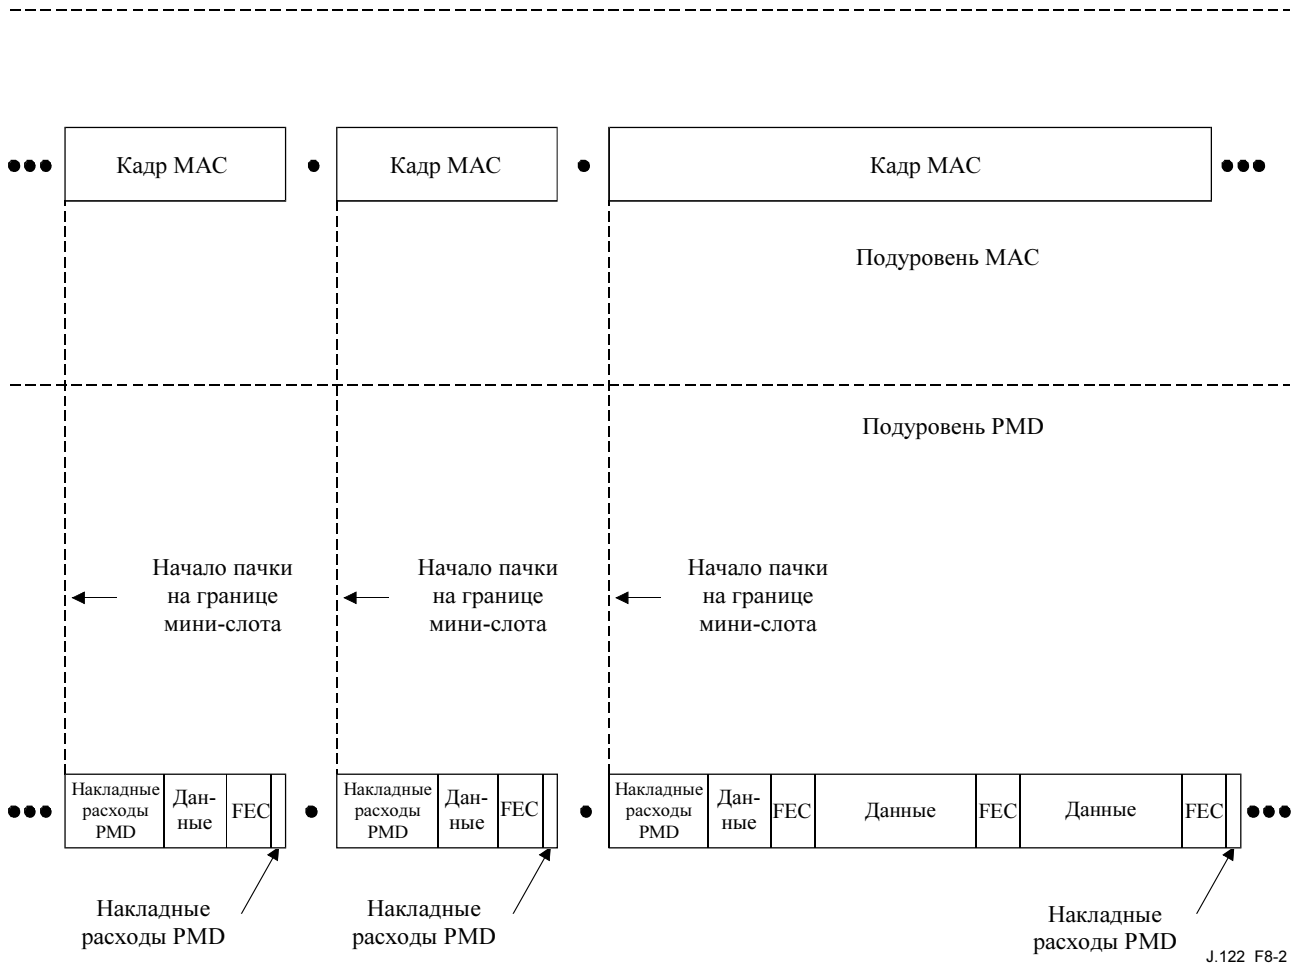 Кадр MAC
Кадр MAC
Кадр MAC
Подуровень MAC
Подуровень PMD
Начало пачки
на границе
мини-слота
Начало пачки
на границе
мини-слота
Начало пачки
на границе
мини-слота
Накладные
расходы
PMD
Дан-
ные
FEC
Накладные
расходы
PMD
Дан-
ные
FEC
Накладные
расходы
PMD
Дан-
ные
FEC
Данные
FEC
Данные
FEC
Накладные
расходы PMD
Накладные
расходы PMD
Накладные
расходы PMD
J.122_F8-2